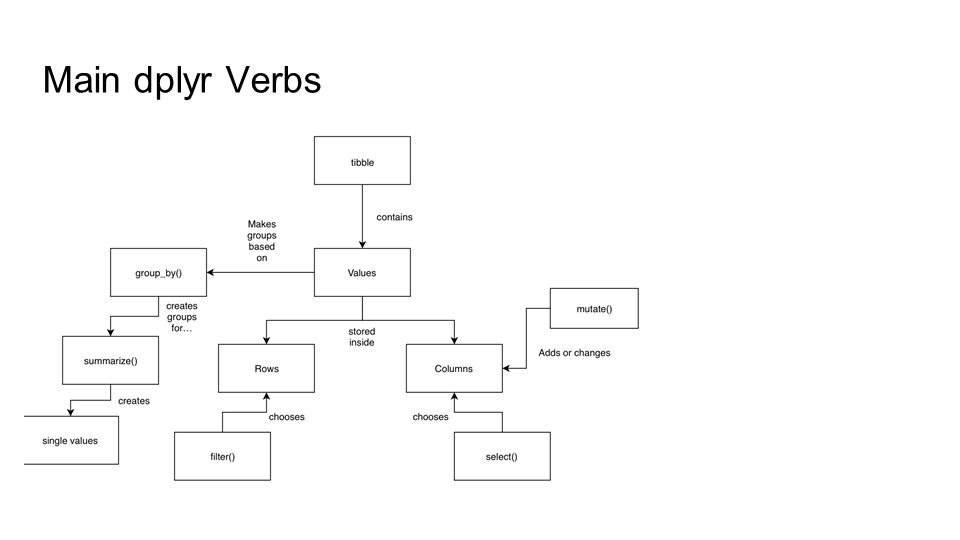 Main dplyr Verbs
tibble
contains
Makes
groups
based
on
group_by()
Values
creates
groups
for…
mutate()
stored
inside
Adds or changes
summarize()
Rows
Columns
creates
chooses
chooses
single values
filter()
select()